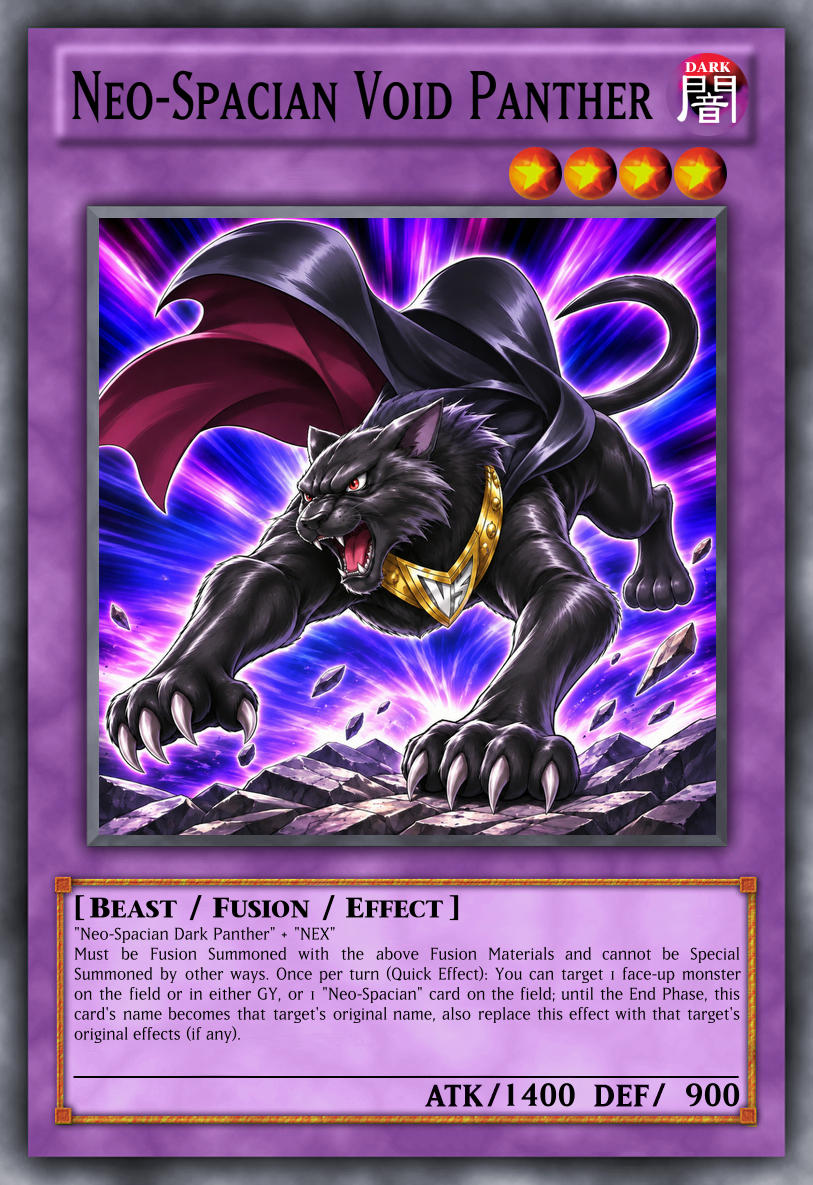 Neo-Spacian Void Panther
DARK
闇
[ Beast / Fusion / Effect ]
"Neo-Spacian Dark Panther" + "NEX"
Must be Fusion Summoned with the above Fusion Materials and cannot be Special
Summoned by other ways. Once per turn (Quick Effect): You can target 1 face-up monster
on the field or in either GY, or 1 "Neo-Spacian" card on the field; until the End Phase, this
card's name becomes that target's original name, also replace this effect with that target's
original effects (if any).
ATK/1400 DEF/ 900